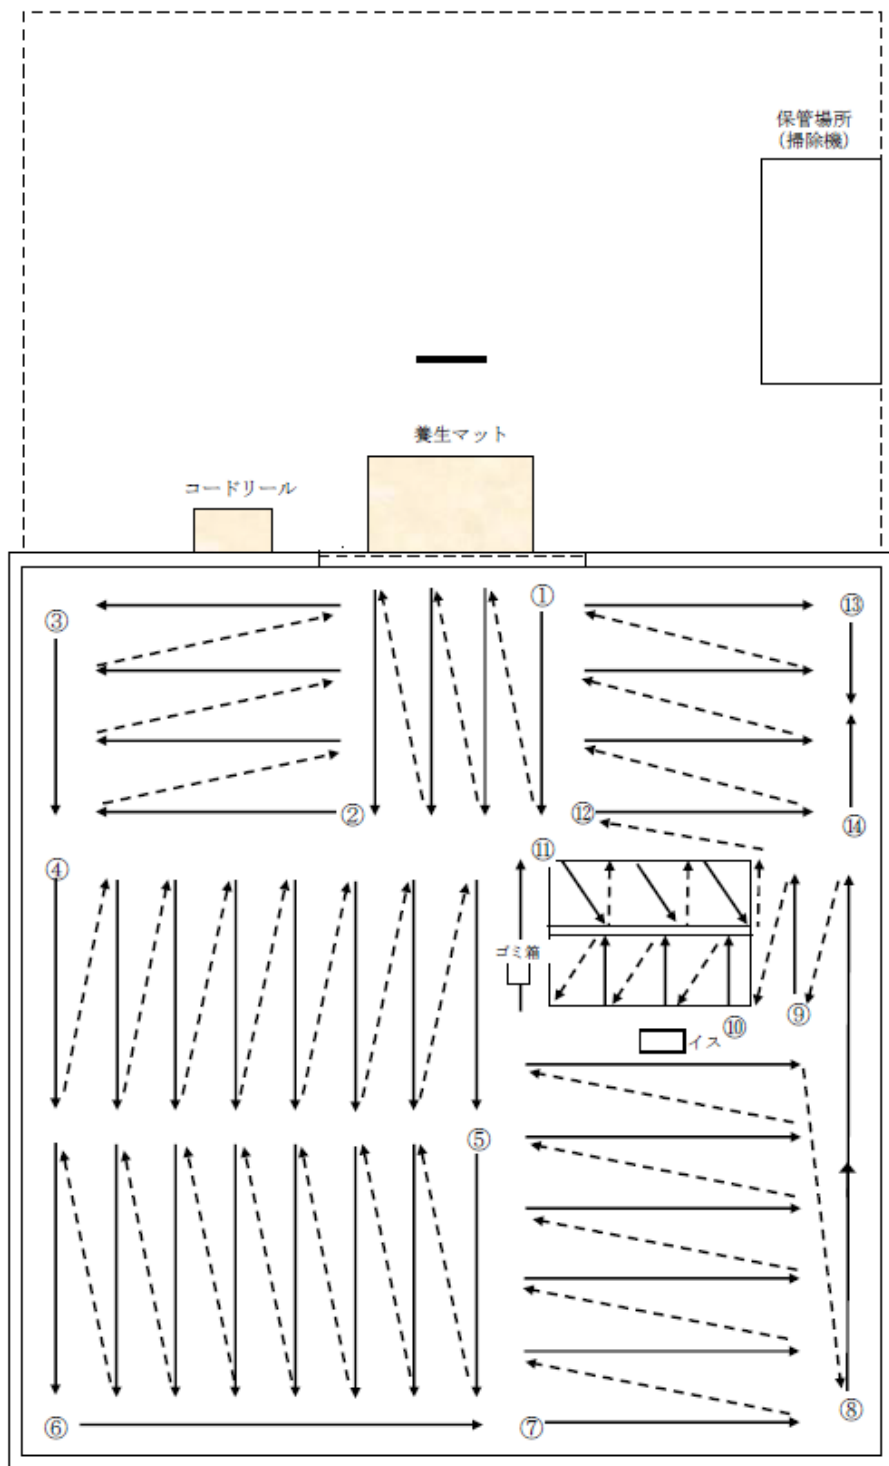 保管場所
(掃除機)
養生マット
コードリール
①
③
⑬
②
⑫
⑭
⑪
④
ゴミ箱
⑨
⑩
イス
⑤
⑧
⑥
⑦